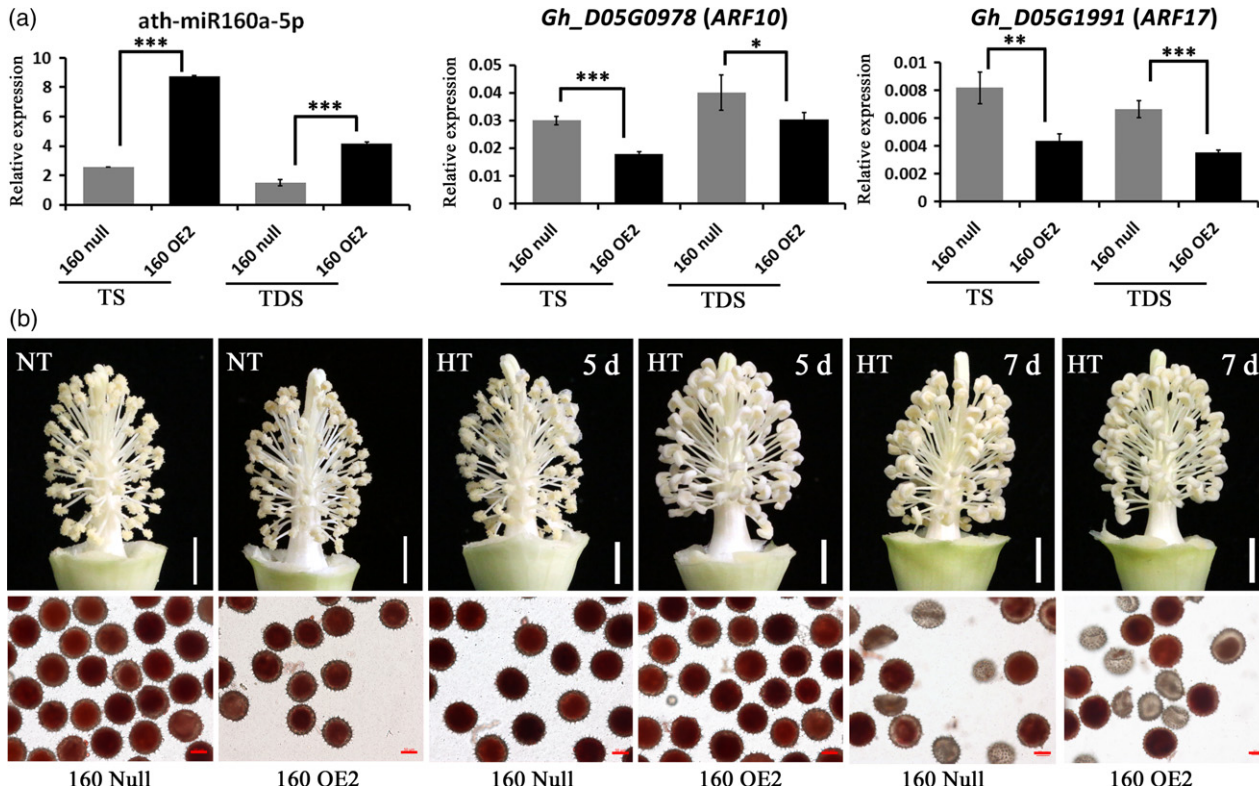 (a)
ath-miR160a-5p
Relative expression
10
8
6
4
2
0
***
***
160 null
160 OE2
160 null
160 OE2
TS
TDS
Gh_D05G0978 (ARF10)
Relative expression
0.05
0.04
0.03
0.02
0.01
0
***
*
160 null
160 OE2
160 null
160 OE2
TS
TDS
Gh_D05G1991 (ARF17)
Relative expression
0.01
0.008
0.006
0.004
0.002
0
**
***
160 null
160 OE2
160 null
160 OE2
TS
TDS
(b)
NT
NT
HT 5 d
HT 5 d
HT 7 d
HT 7 d
160 Null
160 OE2
160 Null
160 OE2
160 Null
160 OE2